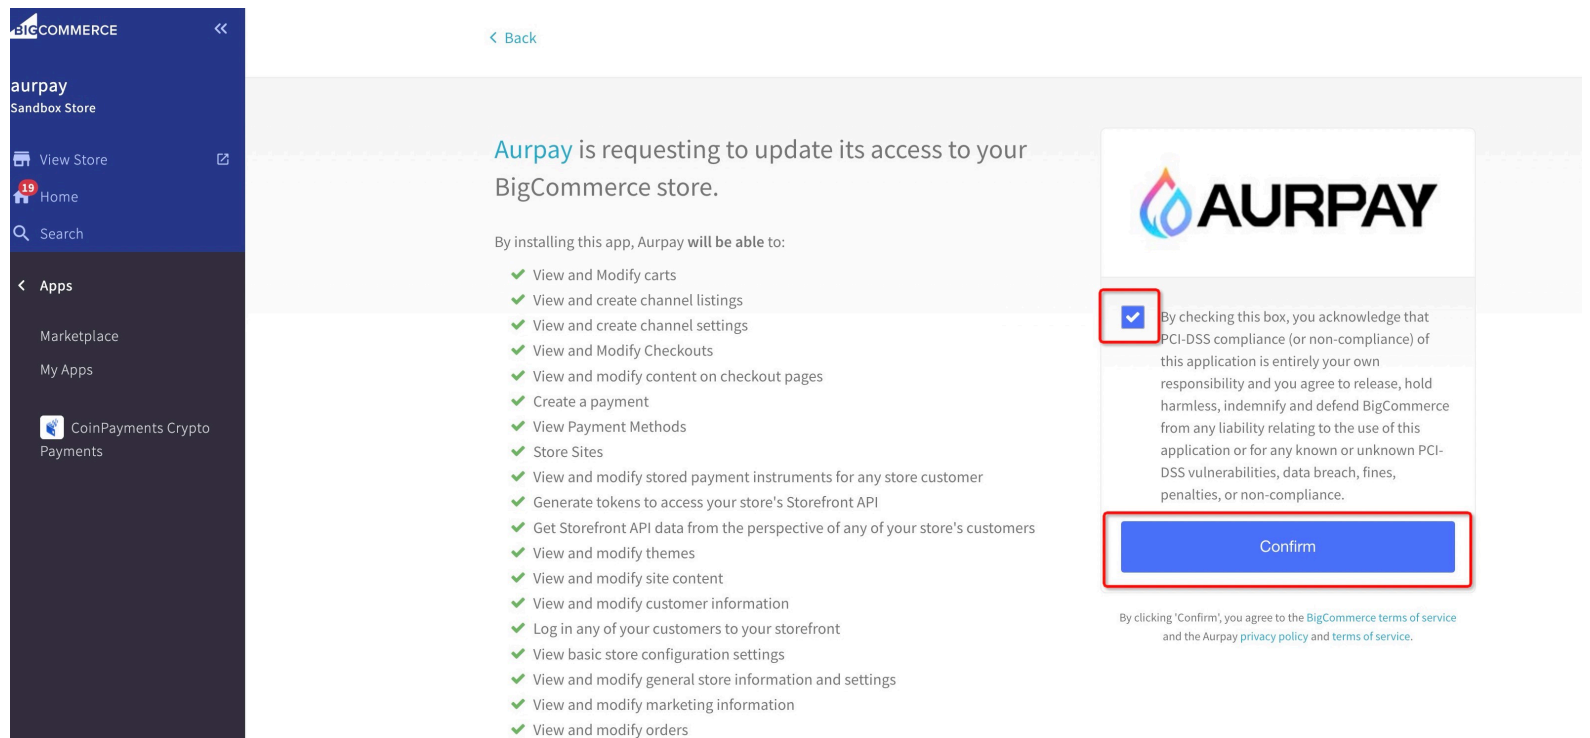 BIGCOMMERCE
aurpay
Sandbox Store
View Store
19
Home
Search
Apps
Marketplace
My Apps
CoinPayments Crypto
Payments
Back
Aurpay is requesting to update its access to your
BigCommerce store.
By installing this app, Aurpay will be able to:
View and Modify carts
View and create channel listings
View and create channel settings
View and Modify Checkouts
View and modify content on checkout pages
Create a payment
View Payment Methods
Store Sites
View and modify stored payment instruments for any store customer
Generate tokens to access your store's Storefront API
Get Storefront API data from the perspective of any of your store's customers
View and modify themes
View and modify site content
View and modify customer information
Log in any of your customers to your storefront
View basic store configuration settings
View and modify general store information and settings
View and modify marketing information
View and modify orders
AURPAY
By checking this box, you acknowledge that
PCI-DSS compliance (or non-compliance) of
this application is entirely your own
responsibility and you agree to release, hold
harmless, indemnify and defend BigCommerce
from any liability relating to the use of this
application or for any known or unknown PCI-
DSS vulnerabilities, data breach, fines,
penalties, or non-compliance.
Confirm
By clicking 'Confirm', you agree to the BigCommerce terms of service
and the Aurpay privacy policy and terms of service.